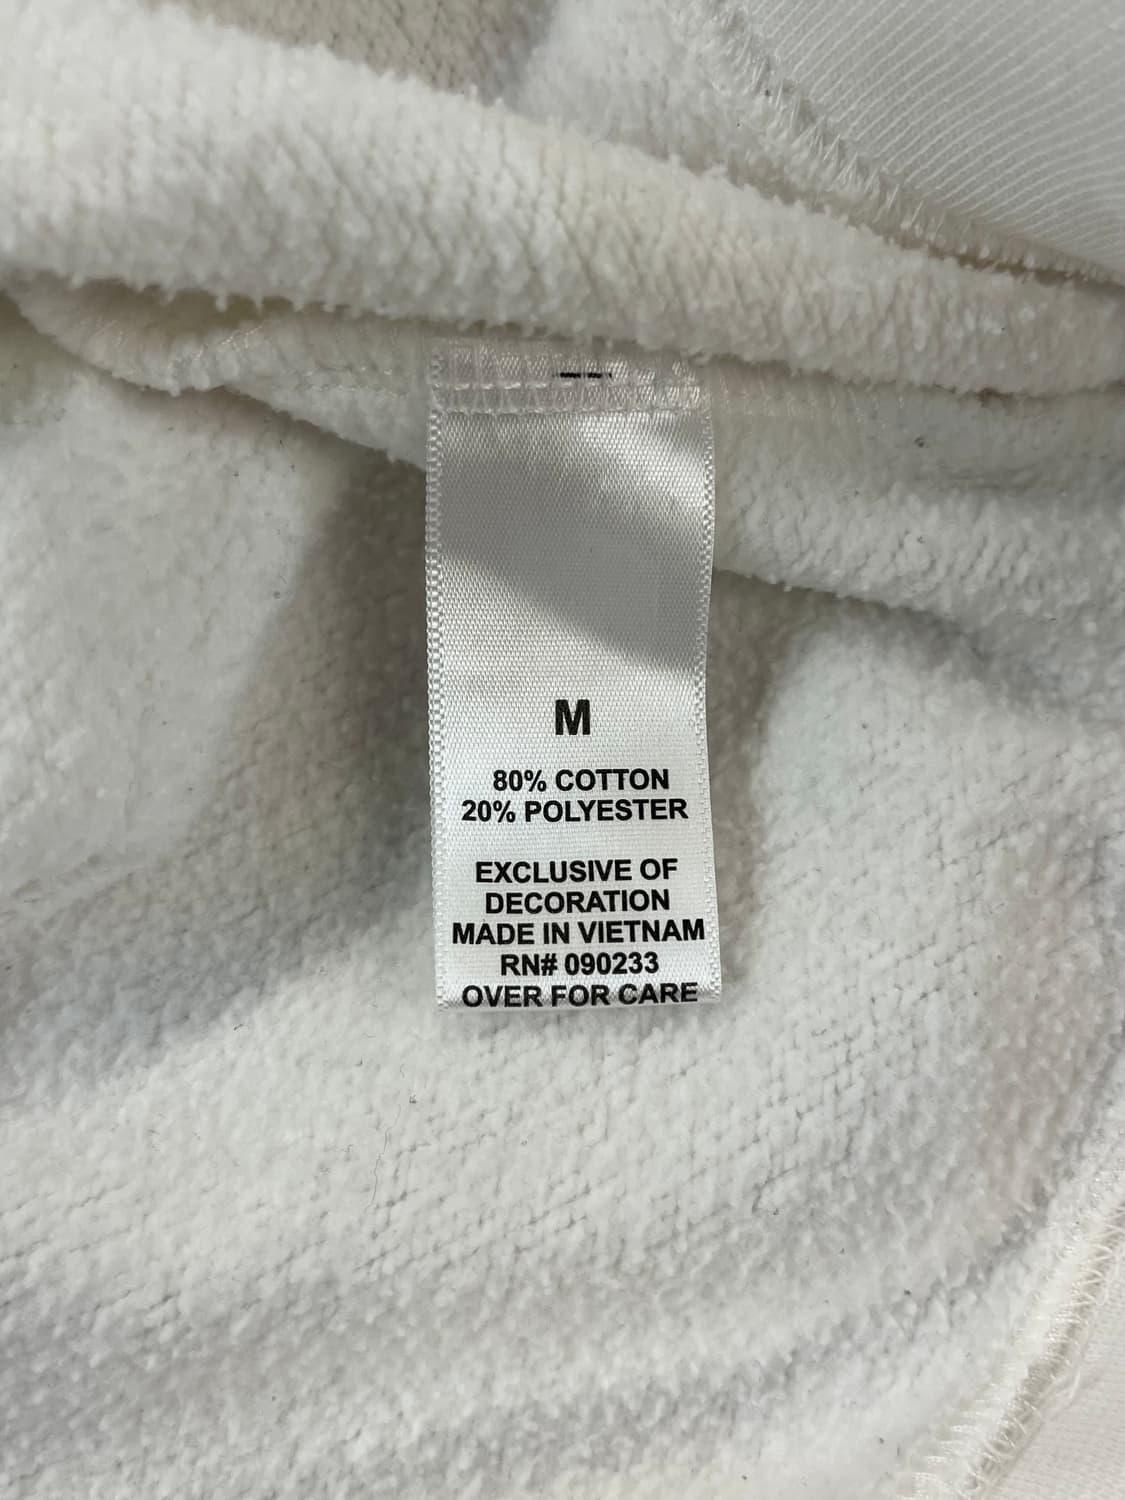 M
80% COTTON
20% POLYESTER
EXCLUSIVE OF
DECORATION
MADE IN VIETNAM
RN# 090233
OVER FOR CARE